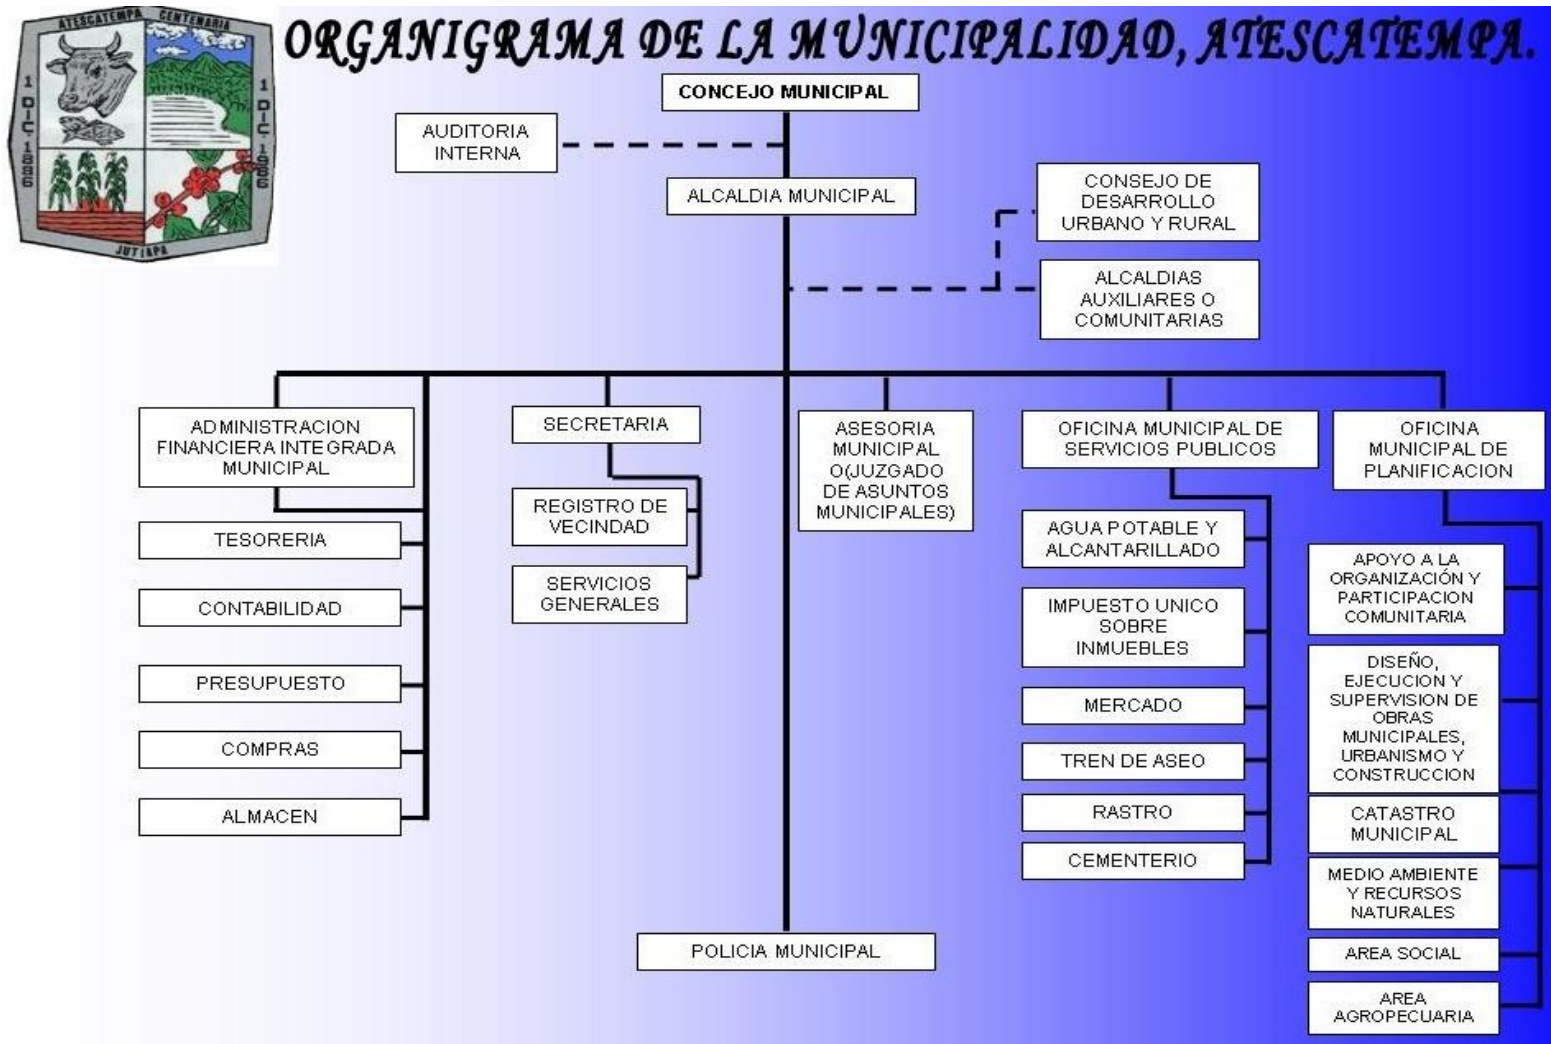 ATESCATEMPA CENTENARIA
1 DIC. 1886
1 DIC. 1986
JUTIAPA
ORGANIGRAMA DE LA MUNICIPALIDAD, ATESCATEMPA.
CONCEJO MUNICIPAL
AUDITORIA
INTERNA
ALCALDIA MUNICIPAL
CONSEJO DE
DESARROLLO
URBANO Y RURAL
ALCALDIAS
AUXILIARES O
COMUNITARIAS
ADMINISTRACION
FINANCIERA INTEGRADA
MUNICIPAL
TESORERIA
CONTABILIDAD
PRESUPUESTO
COMPRAS
ALMACEN
SECRETARIA
REGISTRO DE
VECINDAD
SERVICIOS
GENERALES
ASESORIA
MUNICIPAL
O(JUZGADO
DE ASUNTOS
MUNICIPALES)
OFICINA MUNICIPAL DE
SERVICIOS PUBLICOS
AGUA POTABLE Y
ALCANTARILLADO
IMPUESTO UNICO
SOBRE
INMUEBLES
MERCADO
TREN DE ASEO
RASTRO
CEMENTERIO
OFICINA
MUNICIPAL DE
PLANIFICACION
APOYO A LA
ORGANIZACIÓN Y
PARTICIPACION
COMUNITARIA
DISEÑO,
EJECUCION Y
SUPERVISION DE
OBRAS
MUNICIPALES,
URBANISMO Y
CONSTRUCCION
CATASTRO
MUNICIPAL
MEDIO AMBIENTE
Y RECURSOS
NATURALES
AREA SOCIAL
AREA
AGROPECUARIA
POLICIA MUNICIPAL